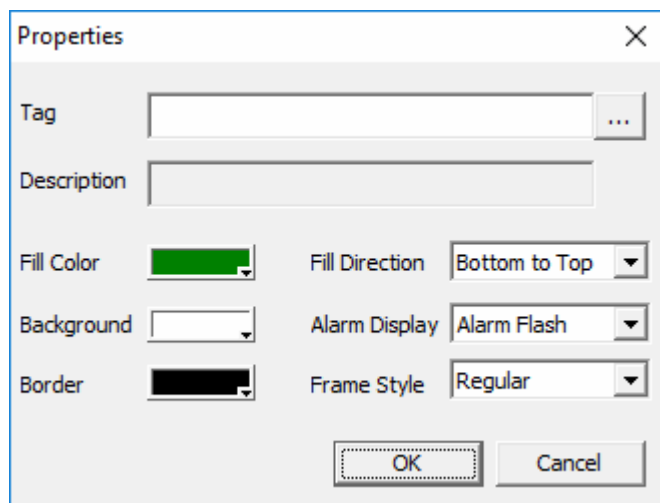 Properties
Tag
...
Description
Fill Color Fill Direction Bottom to Top
Background Alarm Display Alarm Flash
Border Frame Style Regular
OK Cancel